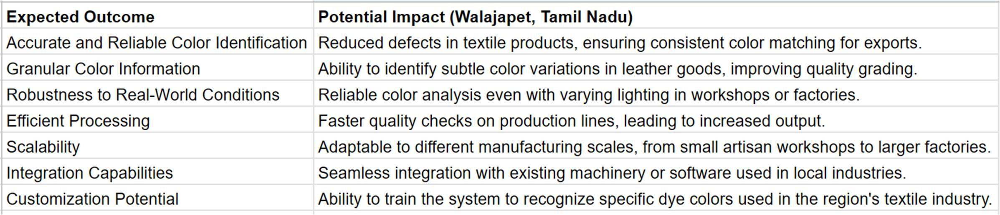 Expected Outcome Potential Impact (Walajapet, Tamil Nadu)
Accurate and Reliable Color Identification Reduced defects in textile products, ensuring consistent color matching for exports.
Granular Color Information Ability to identify subtle color variations in leather goods, improving quality grading.
Robustness to Real-World Conditions Reliable color analysis even with varying lighting in workshops or factories.
Efficient Processing Faster quality checks on production lines, leading to increased output.
Scalability Adaptable to different manufacturing scales, from small artisan workshops to larger factories.
Integration Capabilities Seamless integration with existing machinery or software used in local industries.
Customization Potential Ability to train the system to recognize specific dye colors used in the region's textile industry.